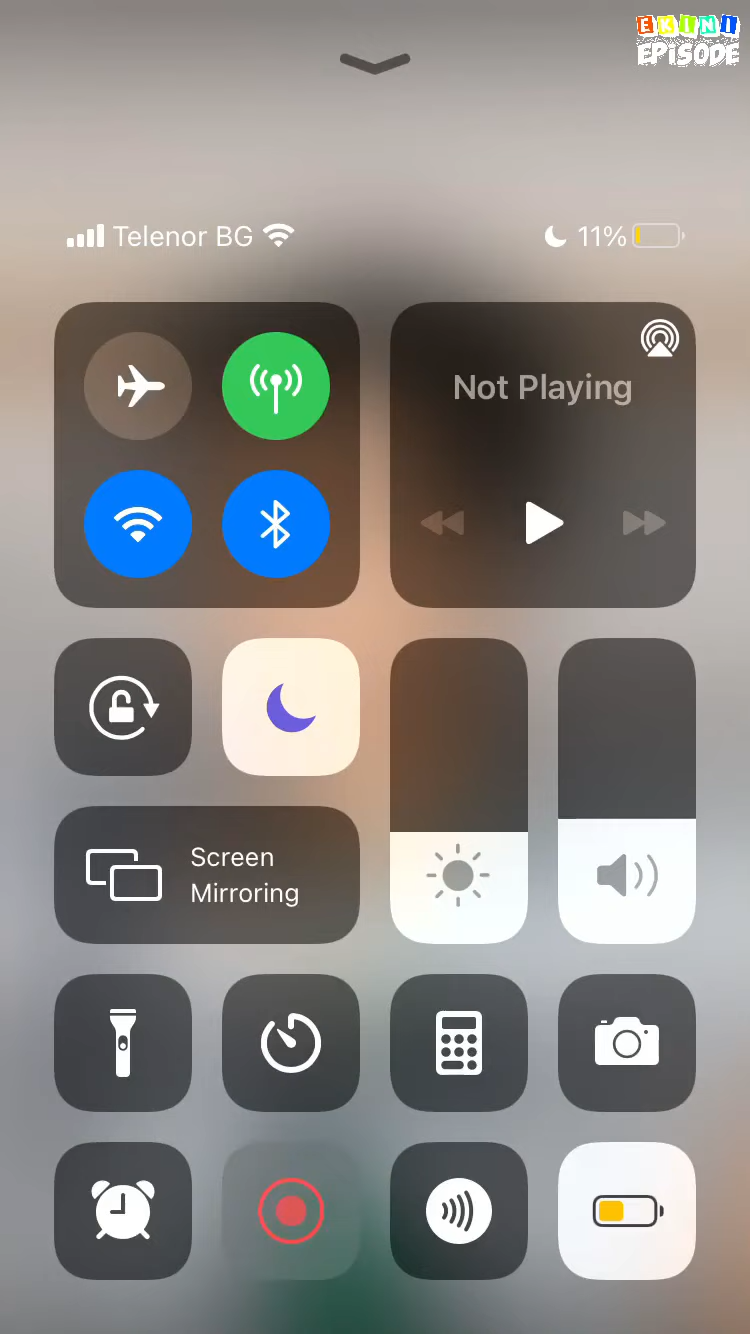 EKINI
EPISODE
Telenor BG
11%
Not Playing
Screen
Mirroring